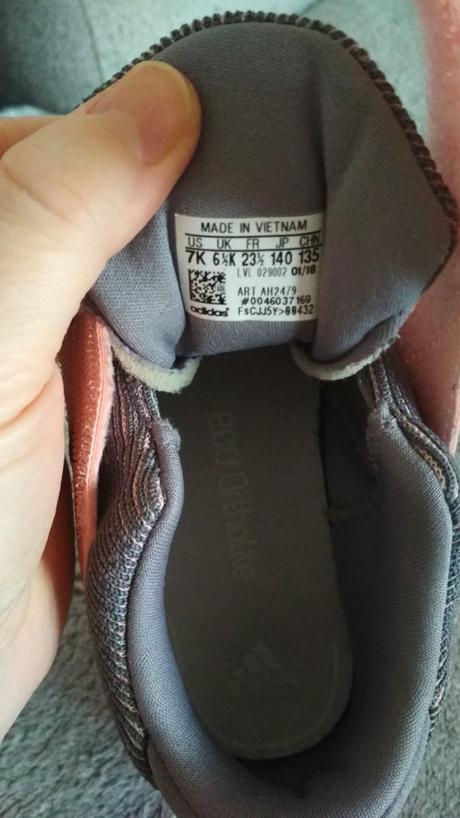 MADE IN VIETNAM
US UK FR JP CHN
7K 6½K 23½ 140 135
LVL 029002 01/18
ART AH2479
#0046037169
adidas FsCJJ5Y>00432
eco Ortholite